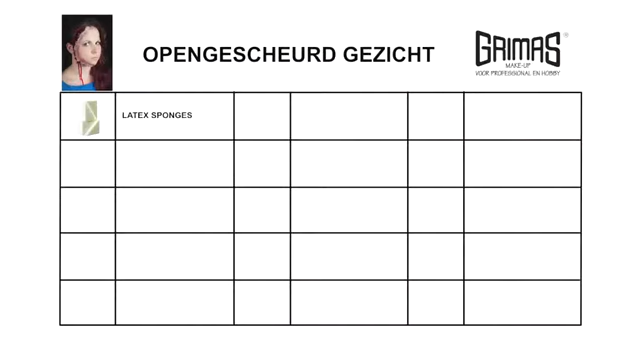 OPENGESCHEURD GEZICHT
GRIMAS®
MAKE-UP
VOOR PROFESSIONAL EN HOBBY
LATEX SPONGES